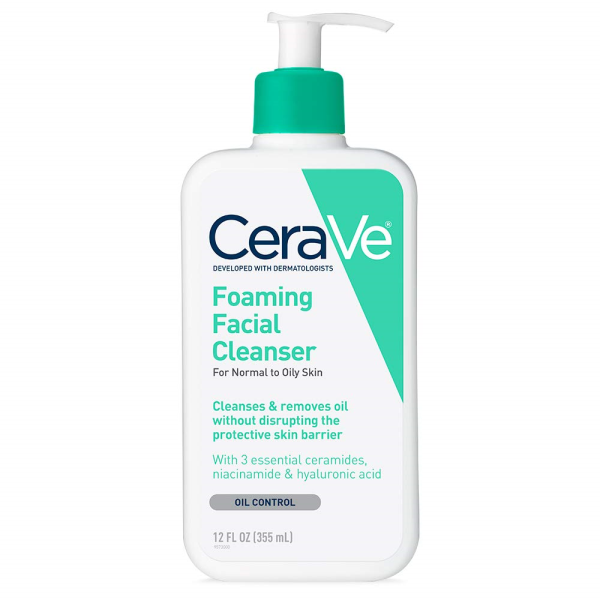 CeraVe®
DEVELOPED WITH DERMATOLOGISTS
Foaming
Facial
Cleanser
For Normal to Oily Skin
Cleanses & removes oil
without disrupting the
protective skin barrier
With 3 essential ceramides,
niacinamide & hyaluronic acid
OIL CONTROL
12 FL OZ (355 mL)